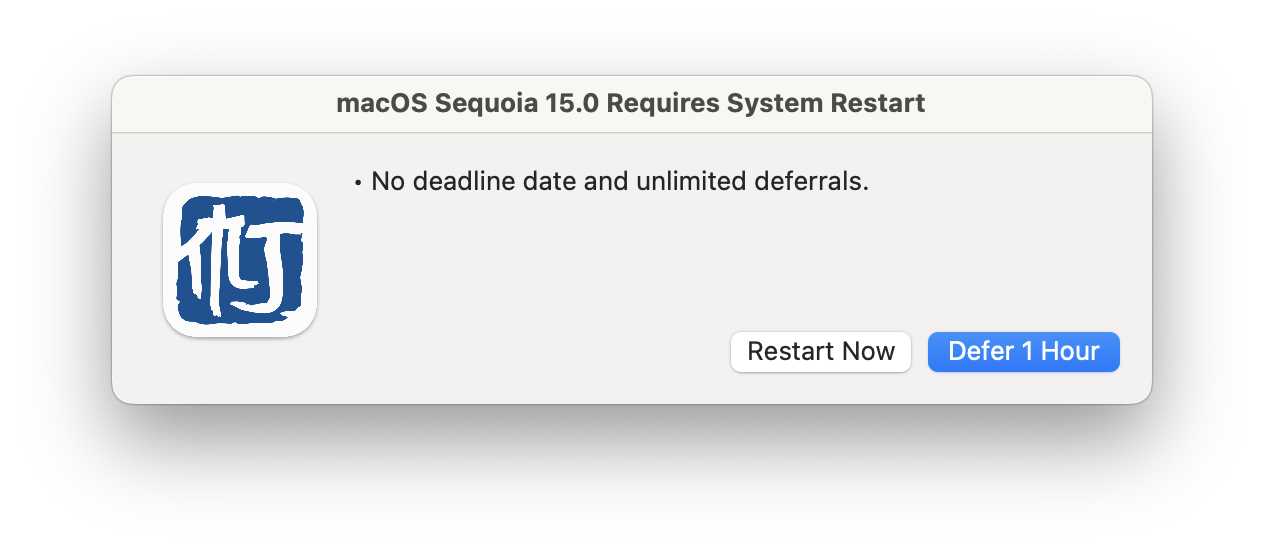 macOS Sequoia 15.0 Requires System Restart
• No deadline date and unlimited deferrals.
Restart Now
Defer 1 Hour